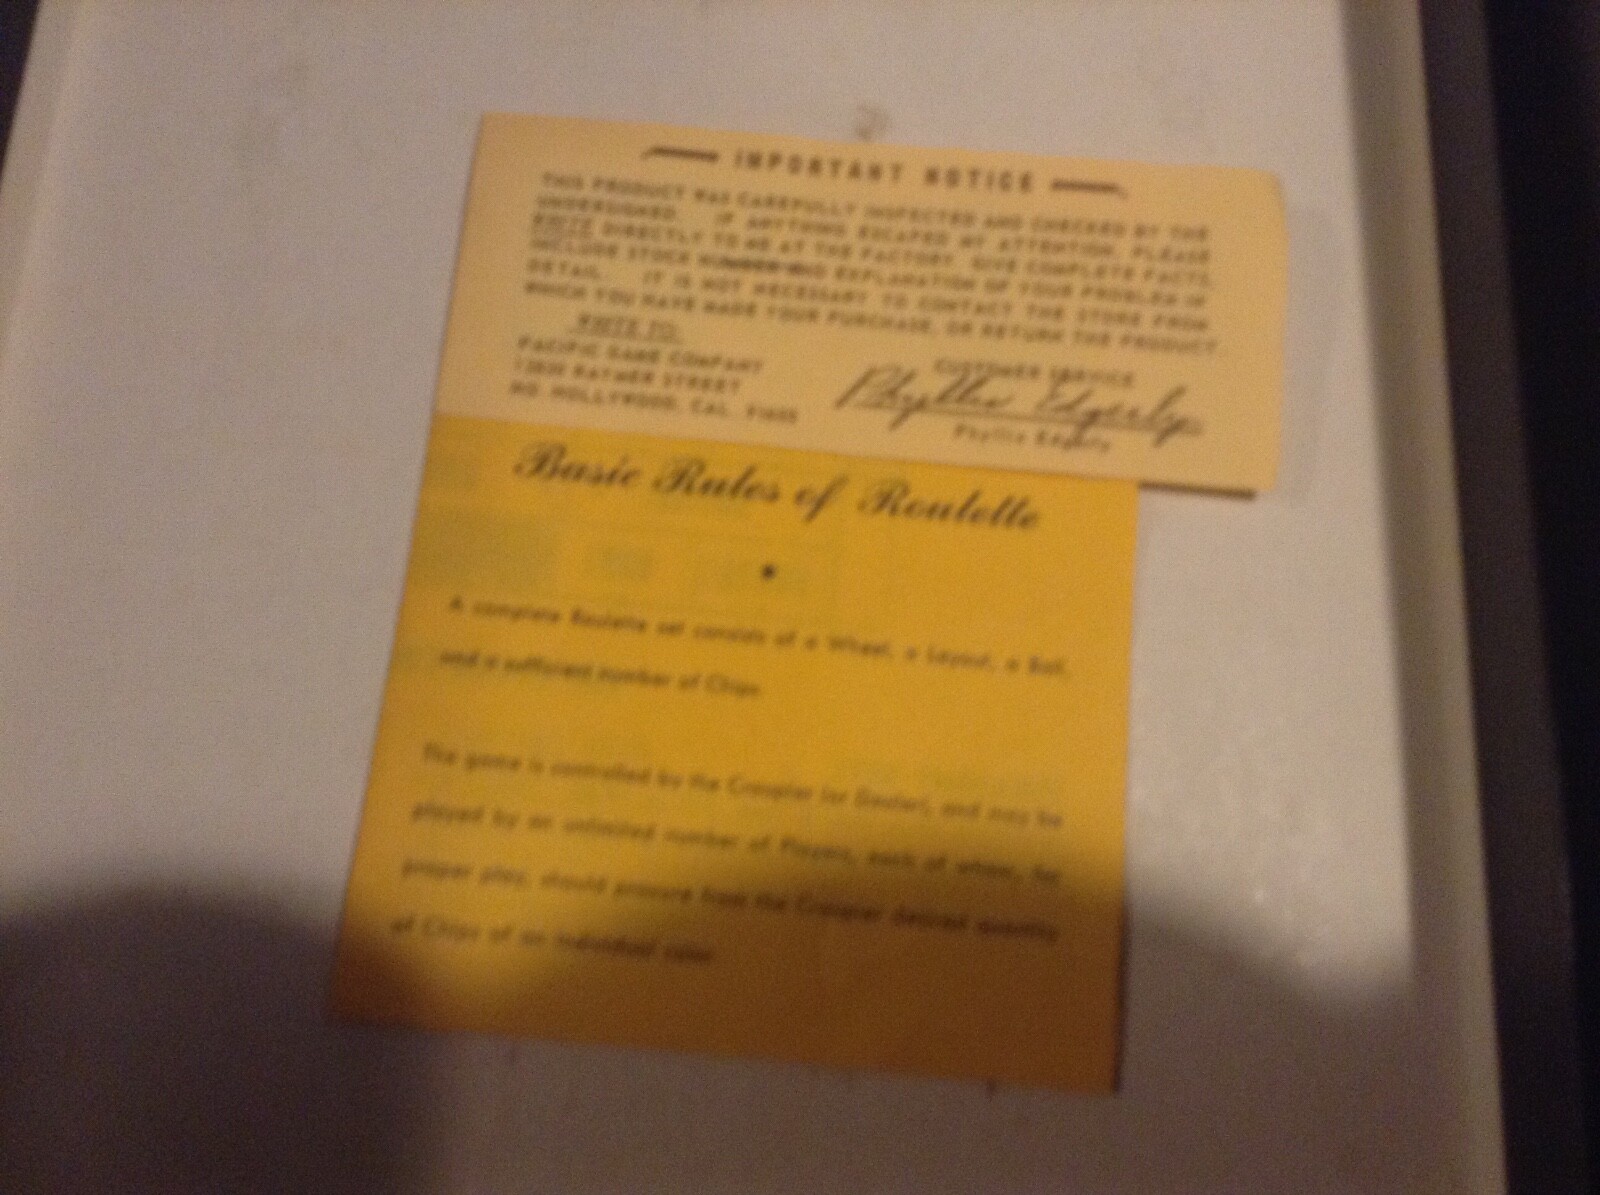 IMPORTANT NOTICE
THIS PRODUCT WAS CAREFULLY INSPECTED AND CHECKED BY THE
UNDERSIGNED. IF ANYTHING ESCAPED MY ATTENTION, PLEASE
WRITE DIRECTLY TO ME AT THE FACTORY. GIVE COMPLETE FACTS,
INCLUDE STOCK NUMBER AND EXPLANATION OF YOUR PROBLEM IN
DETAIL. IT IS NOT NECESSARY TO CONTACT THE STORE FROM
WHICH YOU HAVE MADE YOUR PURCHASE, OR RETURN THE PRODUCT.
WRITE TO:
PACIFIC GAME COMPANY
RAYMER STREET
NO. HOLLYWOOD, CAL.
CUSTOMER SERVICE
Phyllis Edgerly
Phyllis Edgerly
Basic Rules of Roulette
A complete Roulette set consists of a Wheel, a Layout, a Ball,
and a sufficient number of Chips.
The game is controlled by the Croupier (or Dealer), and may be
played by an unlimited number of Players, each of whom, for
proper play, should procure from the Croupier desired quantity
of Chips of an individual color.